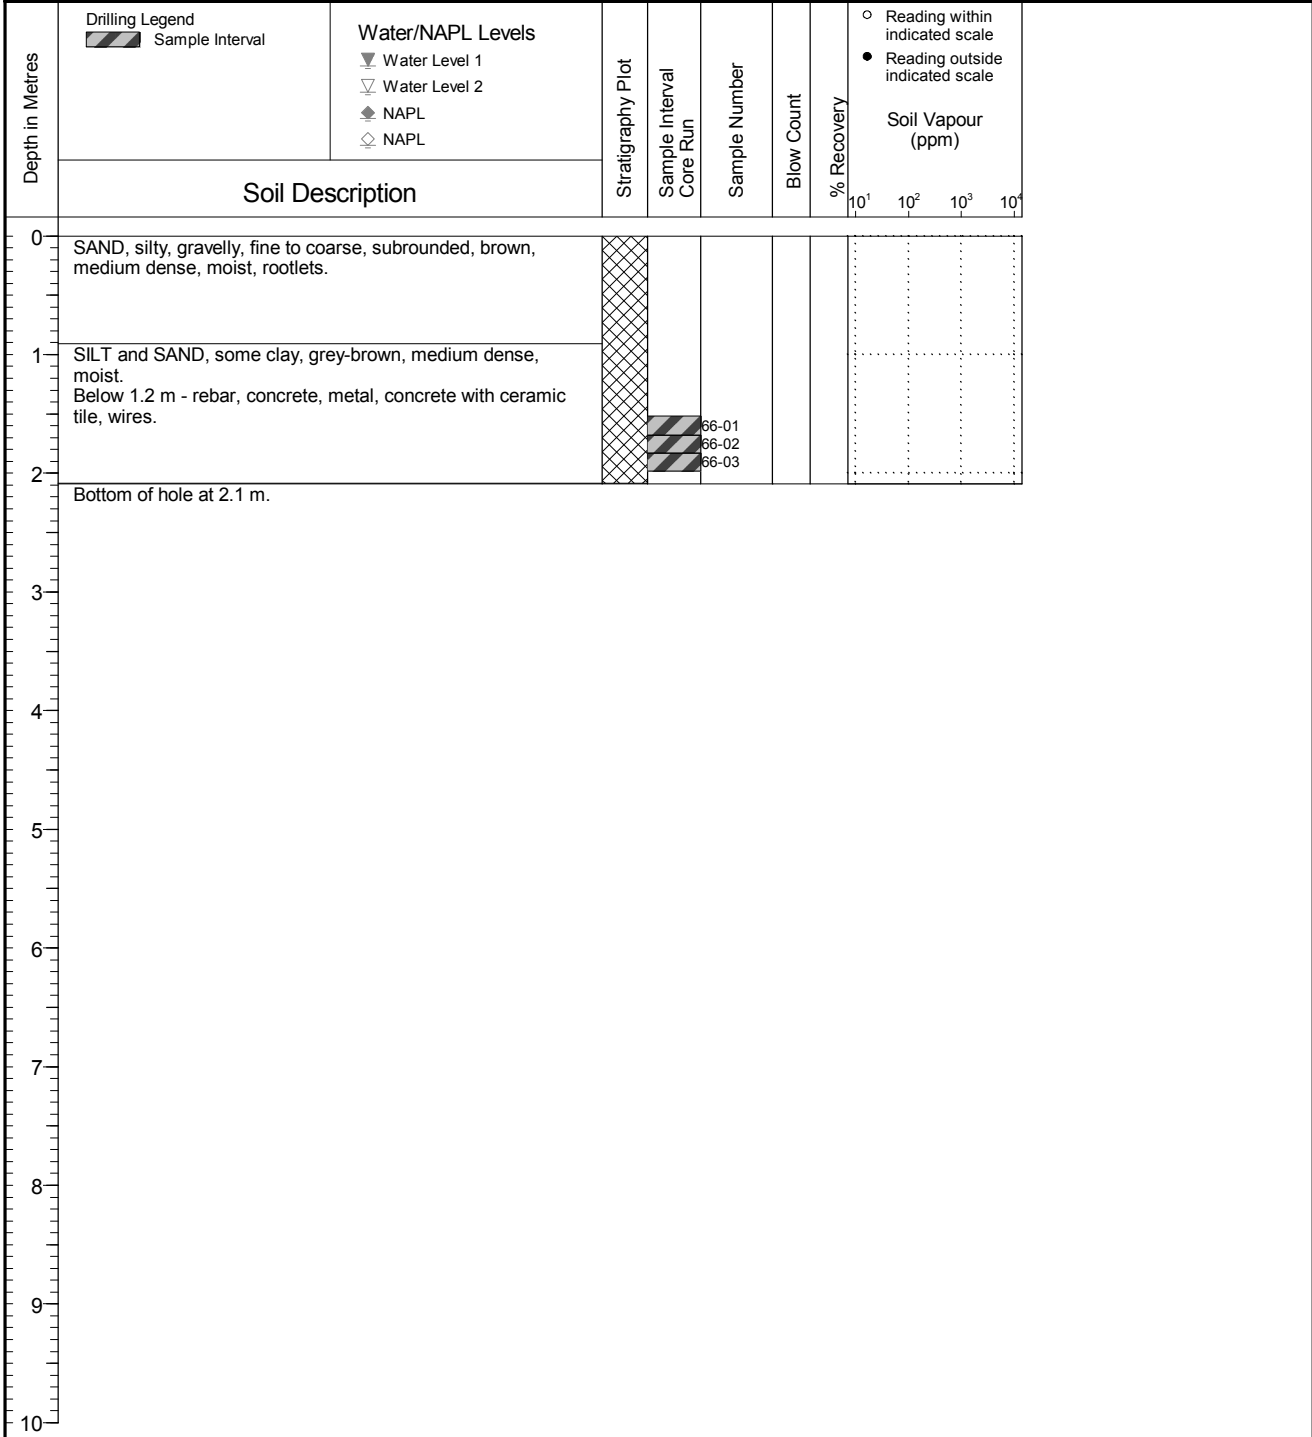 Drilling Legend
Sample Interval
Water/NAPL Levels
Water Level 1
Water Level 2
NAPL
NAPL
Depth in Metres
Soil Description
Stratigraphy Plot
Sample Interval
Core Run
Sample Number
Blow Count
% Recovery
Reading within
indicated scale
Reading outside
indicated scale
Soil Vapour
(ppm)
10¹ 10² 10³ 10⁴
0
SAND, silty, gravelly, fine to coarse, subrounded, brown,
medium dense, moist, rootlets.
1
SILT and SAND, some clay, grey-brown, medium dense,
moist.
Below 1.2 m - rebar, concrete, metal, concrete with ceramic
tile, wires.
66-01
66-02
66-03
2
Bottom of hole at 2.1 m.
3
4
5
6
7
8
9
10